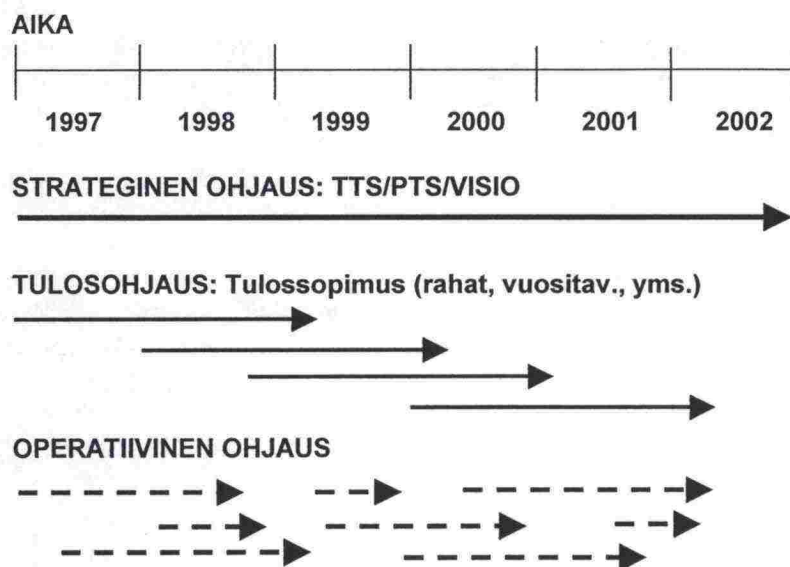 AIKA
1997 1998 1999 2000 2001 2002
STRATEGINEN OHJAUS: TTS/PTS/VISIO
TULOSOHJAUS: Tulossopimus (rahat, vuositav., yms.)
OPERATIIVINEN OHJAUS